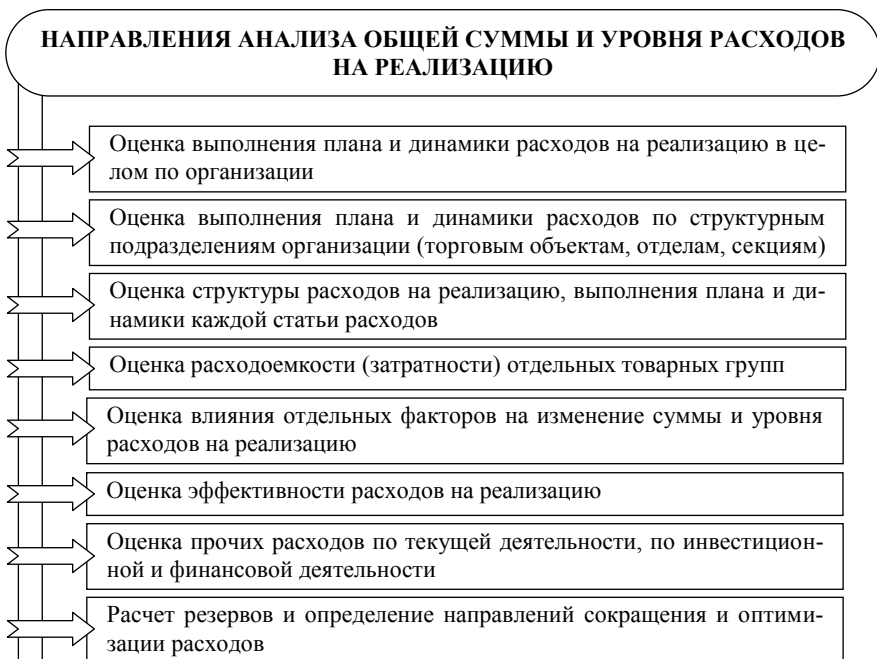 НАПРАВЛЕНИЯ АНАЛИЗА ОБЩЕЙ СУММЫ И УРОВНЯ РАСХОДОВ
НА РЕАЛИЗАЦИЮ
Оценка выполнения плана и динамики расходов на реализацию в це-
лом по организации
Оценка выполнения плана и динамики расходов по структурным
подразделениям организации (торговым объектам, отделам, секциям)
Оценка структуры расходов на реализацию, выполнения плана и ди-
намики каждой статьи расходов
Оценка расходоемкости (затратности) отдельных товарных групп
Оценка влияния отдельных факторов на изменение суммы и уровня
расходов на реализацию
Оценка эффективности расходов на реализацию
Оценка прочих расходов по текущей деятельности, по инвестицион-
ной и финансовой деятельности
Расчет резервов и определение направлений сокращения и оптими-
зации расходов